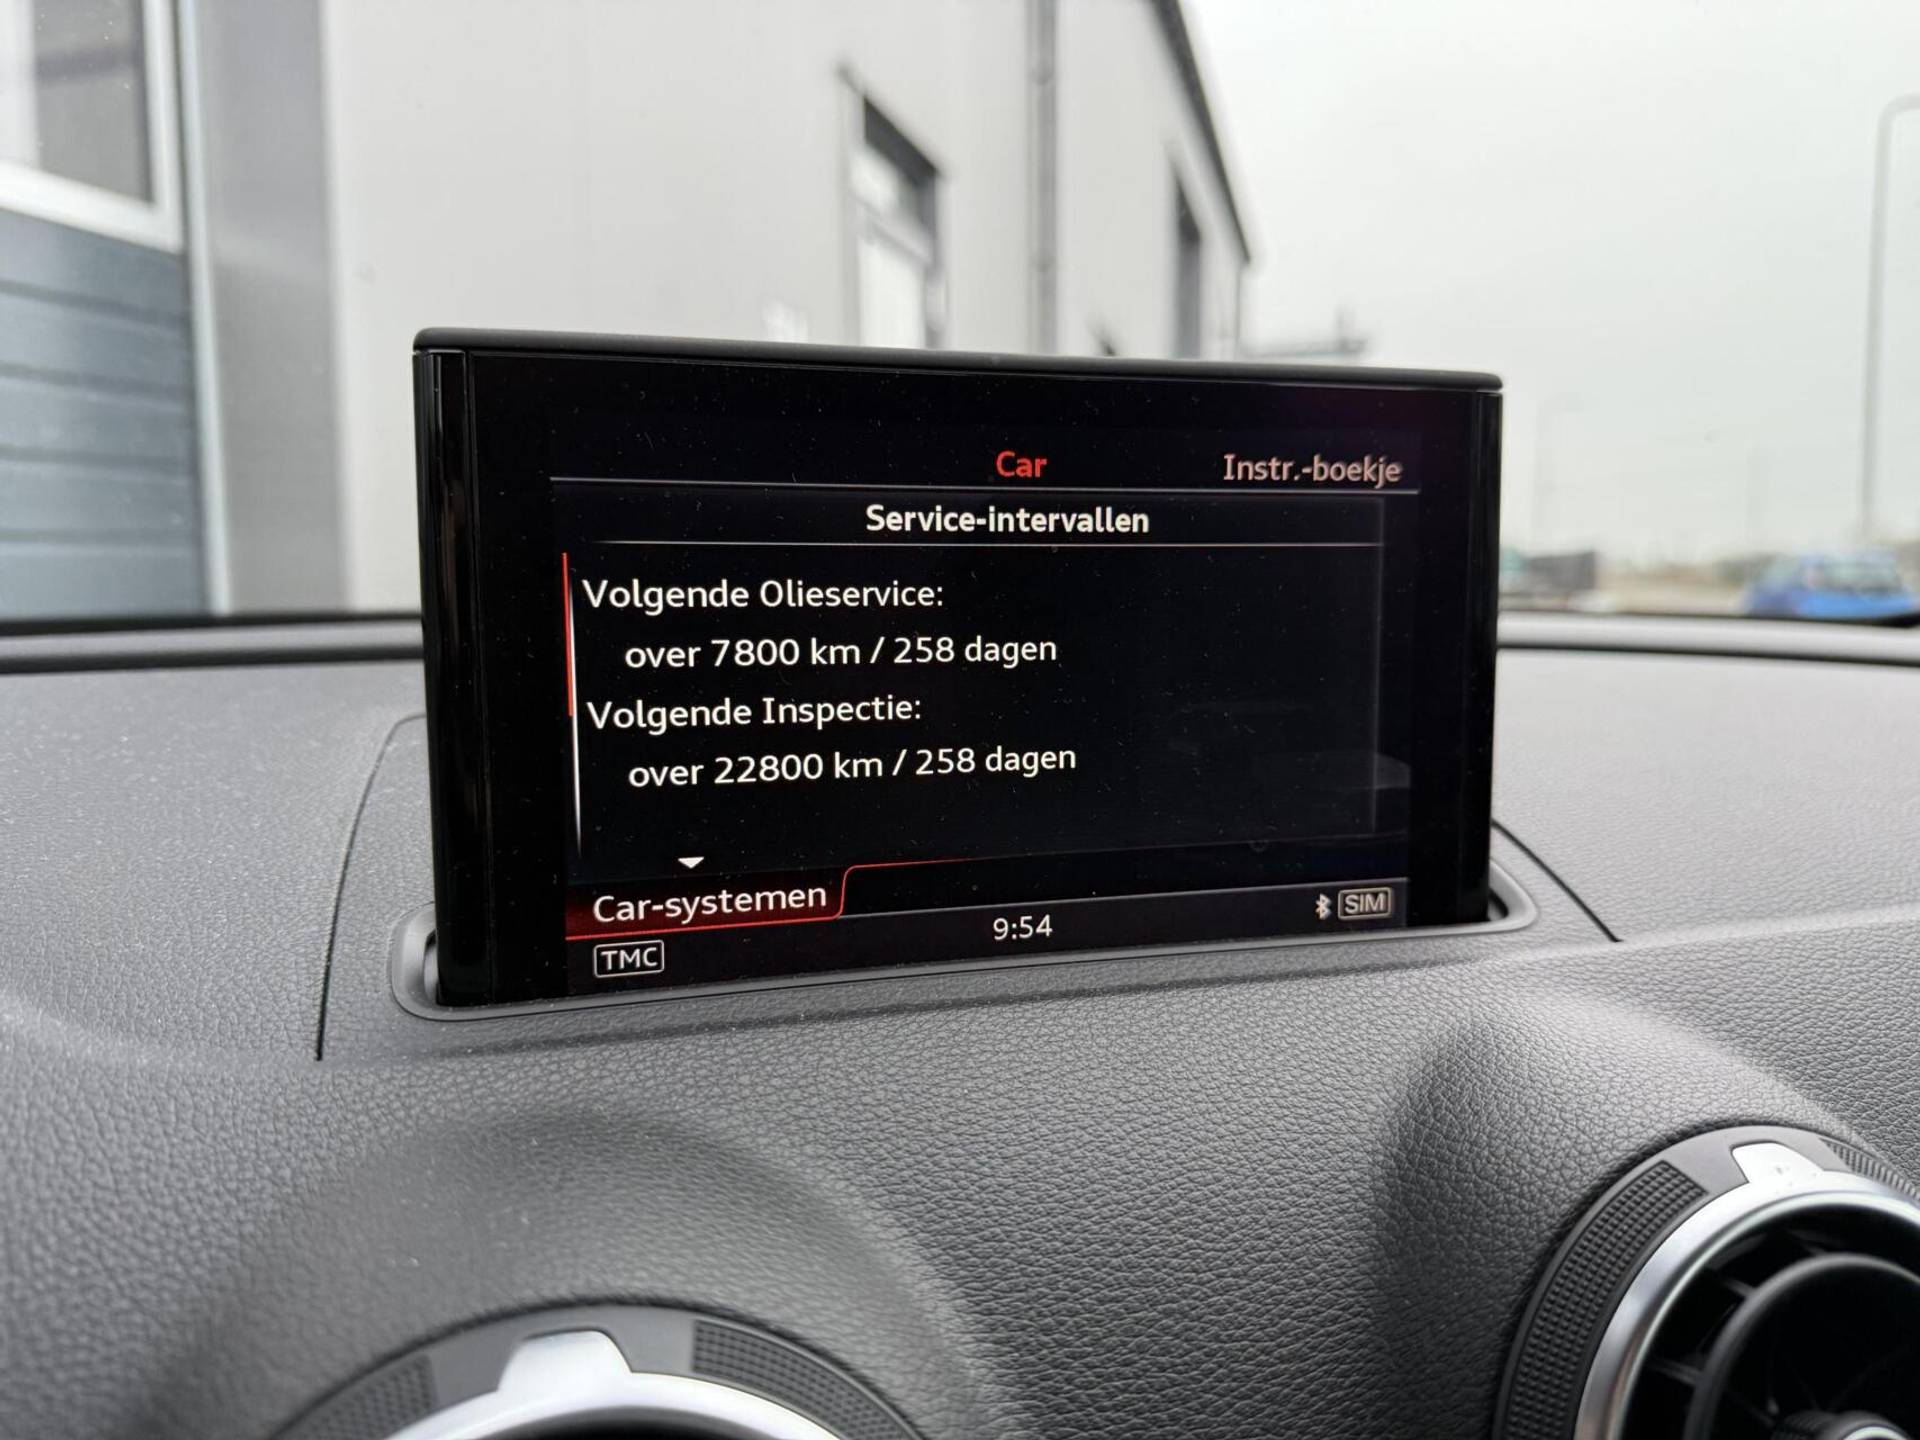 Car Instr.-boekje
Service-intervallen
Volgende Olieservice:
over 7800 km / 258 dagen
Volgende Inspectie:
over 22800 km / 258 dagen
Car-systemen
TMC 9:54 SIM